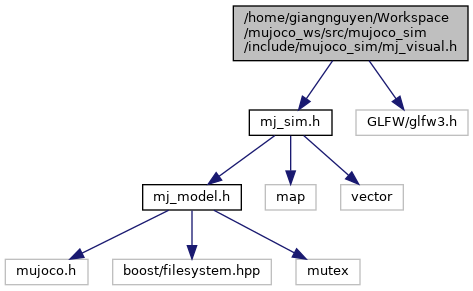 /home/giangnguyen/Workspace
/mujoco_ws/src/mujoco_sim
/include/mujoco_sim/mj_visual.h
mj_sim.h
GLFW/glfw3.h
mj_model.h
map
vector
mujoco.h
boost/filesystem.hpp
mutex